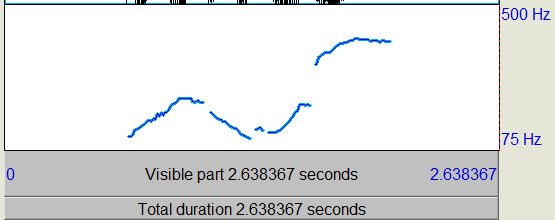 500 Hz
75 Hz
0 Visible part 2.638367 seconds 2.638367
Total duration 2.638367 seconds